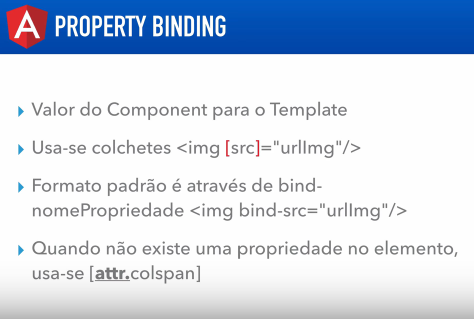 A
PROPERTY BINDING
Valor do Component para o Template
Usa-se colchetes <img [src]="urlImg"/>
Formato padrão é através de bind-
nomePropriedade <img bind-src="urlImg"/>
Quando não existe uma propriedade no elemento,
usa-se [attr.colspan]